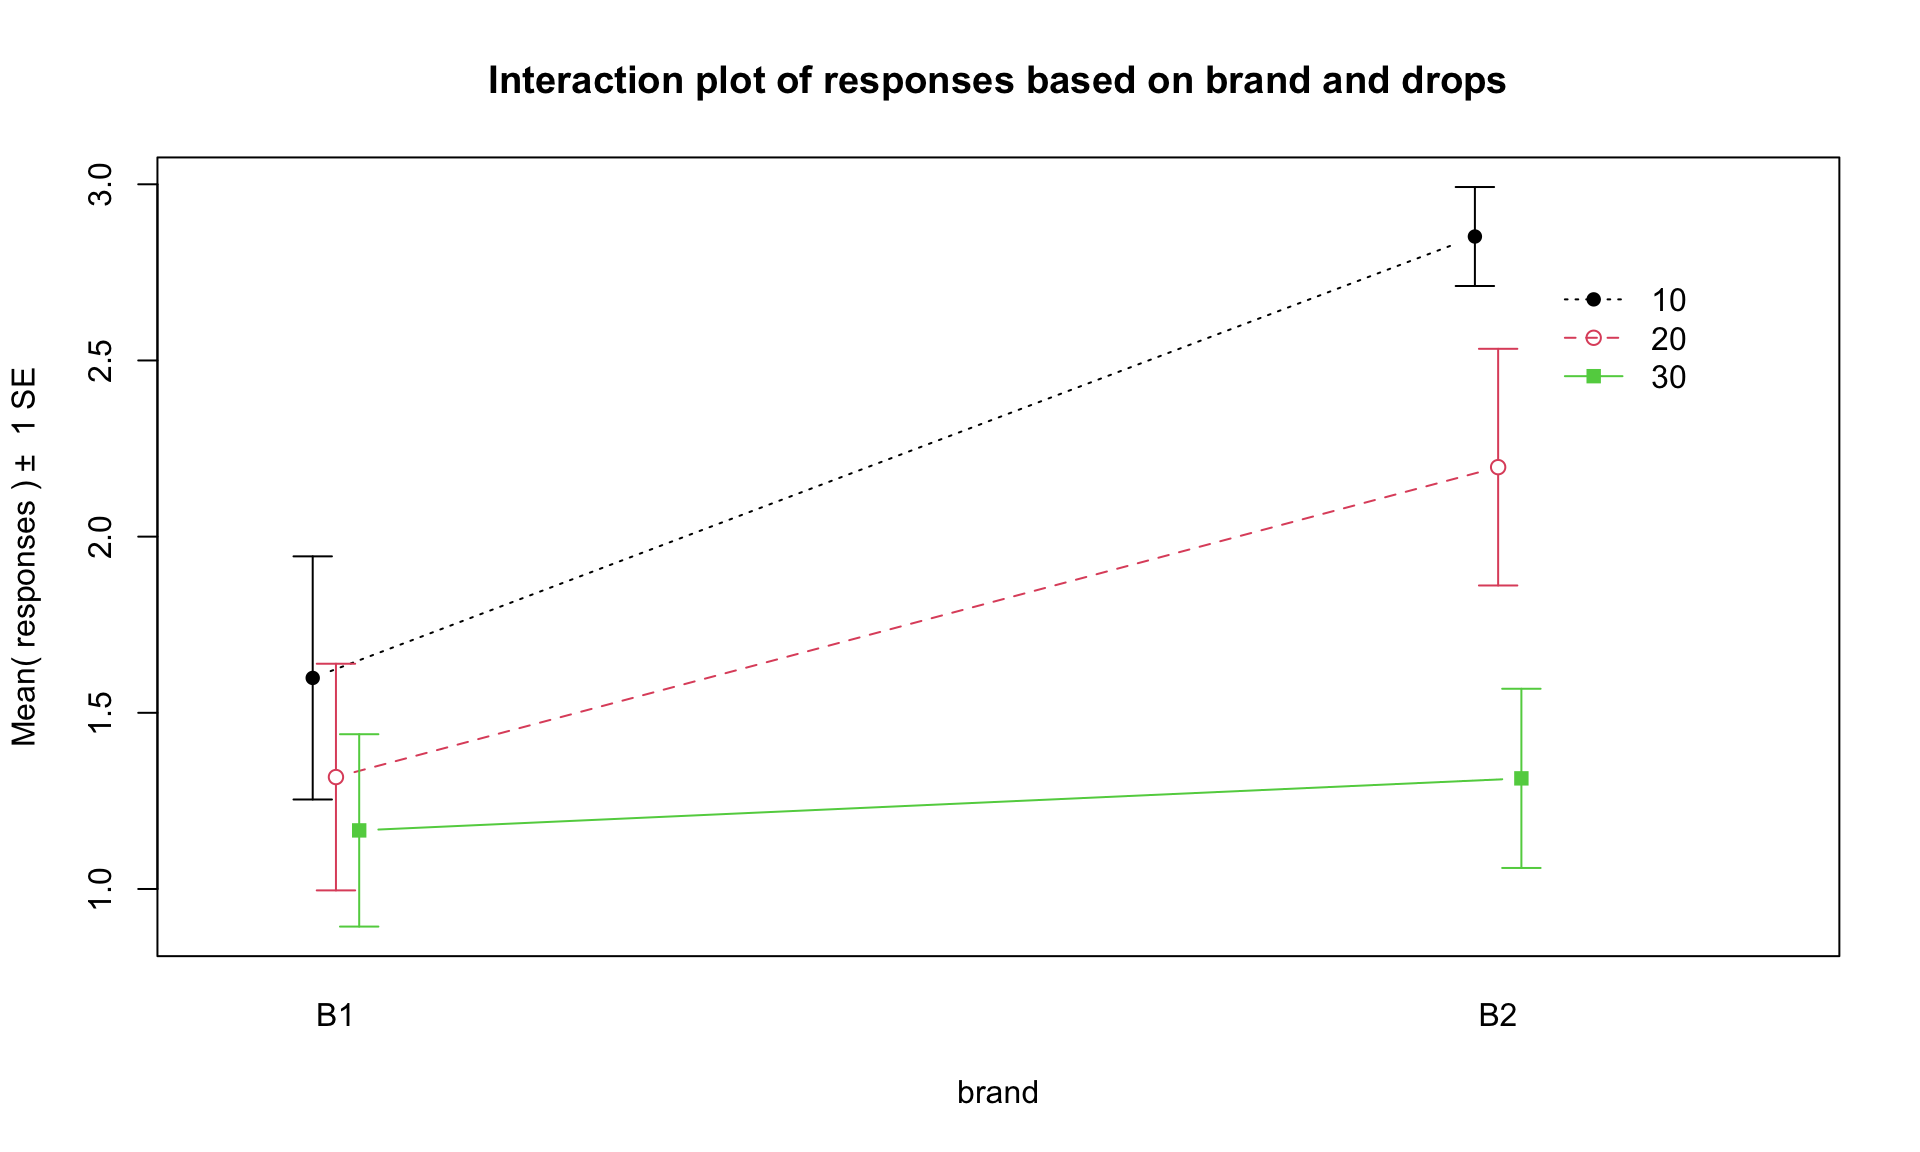 Interaction plot of responses based on brand and drops
Mean( responses ) ± 1 SE
3.0
2.5
2.0
1.5
1.0
10
20
30
B1
B2
brand